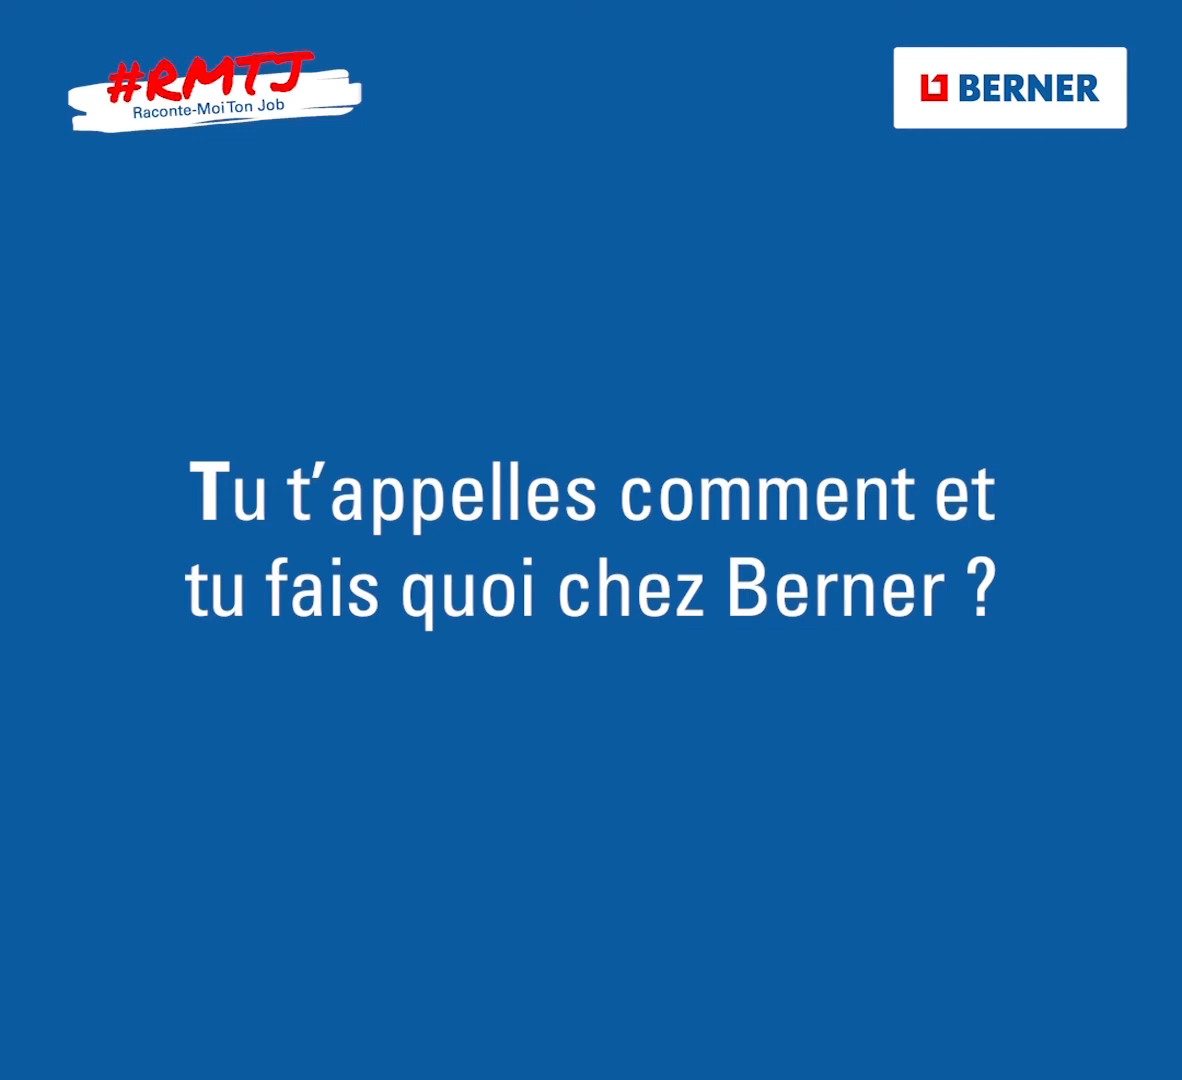 #RMTJ
Raconte-Moi Ton Job
BERNER
Tu t’appelles comment et
tu fais quoi chez Berner ?